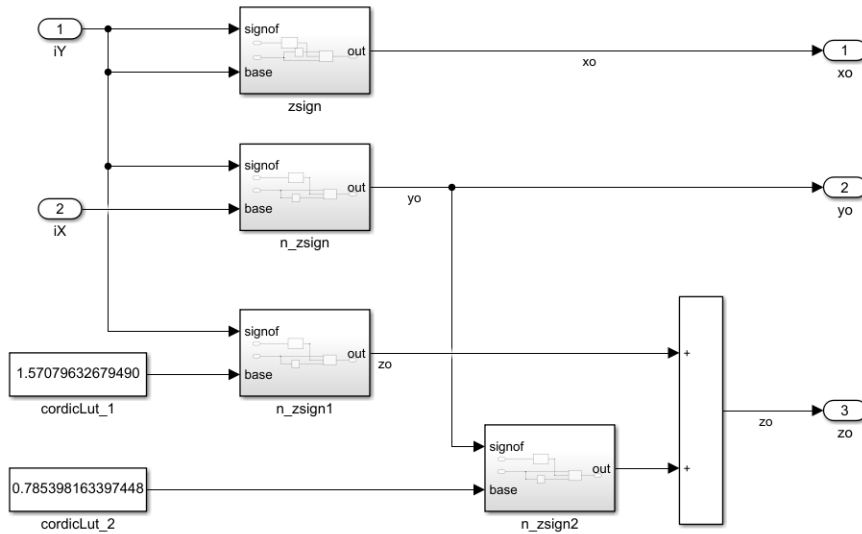 1
iY
signof
base
out
zsign
xo
1
xo
2
iX
signof
base
out
n_zsign
yo
2
yo
1.57079632679490
cordicLut_1
signof
base
out
n_zsign1
zo
+
+
zo
3
zo
0.785398163397448
cordicLut_2
signof
base
out
n_zsign2